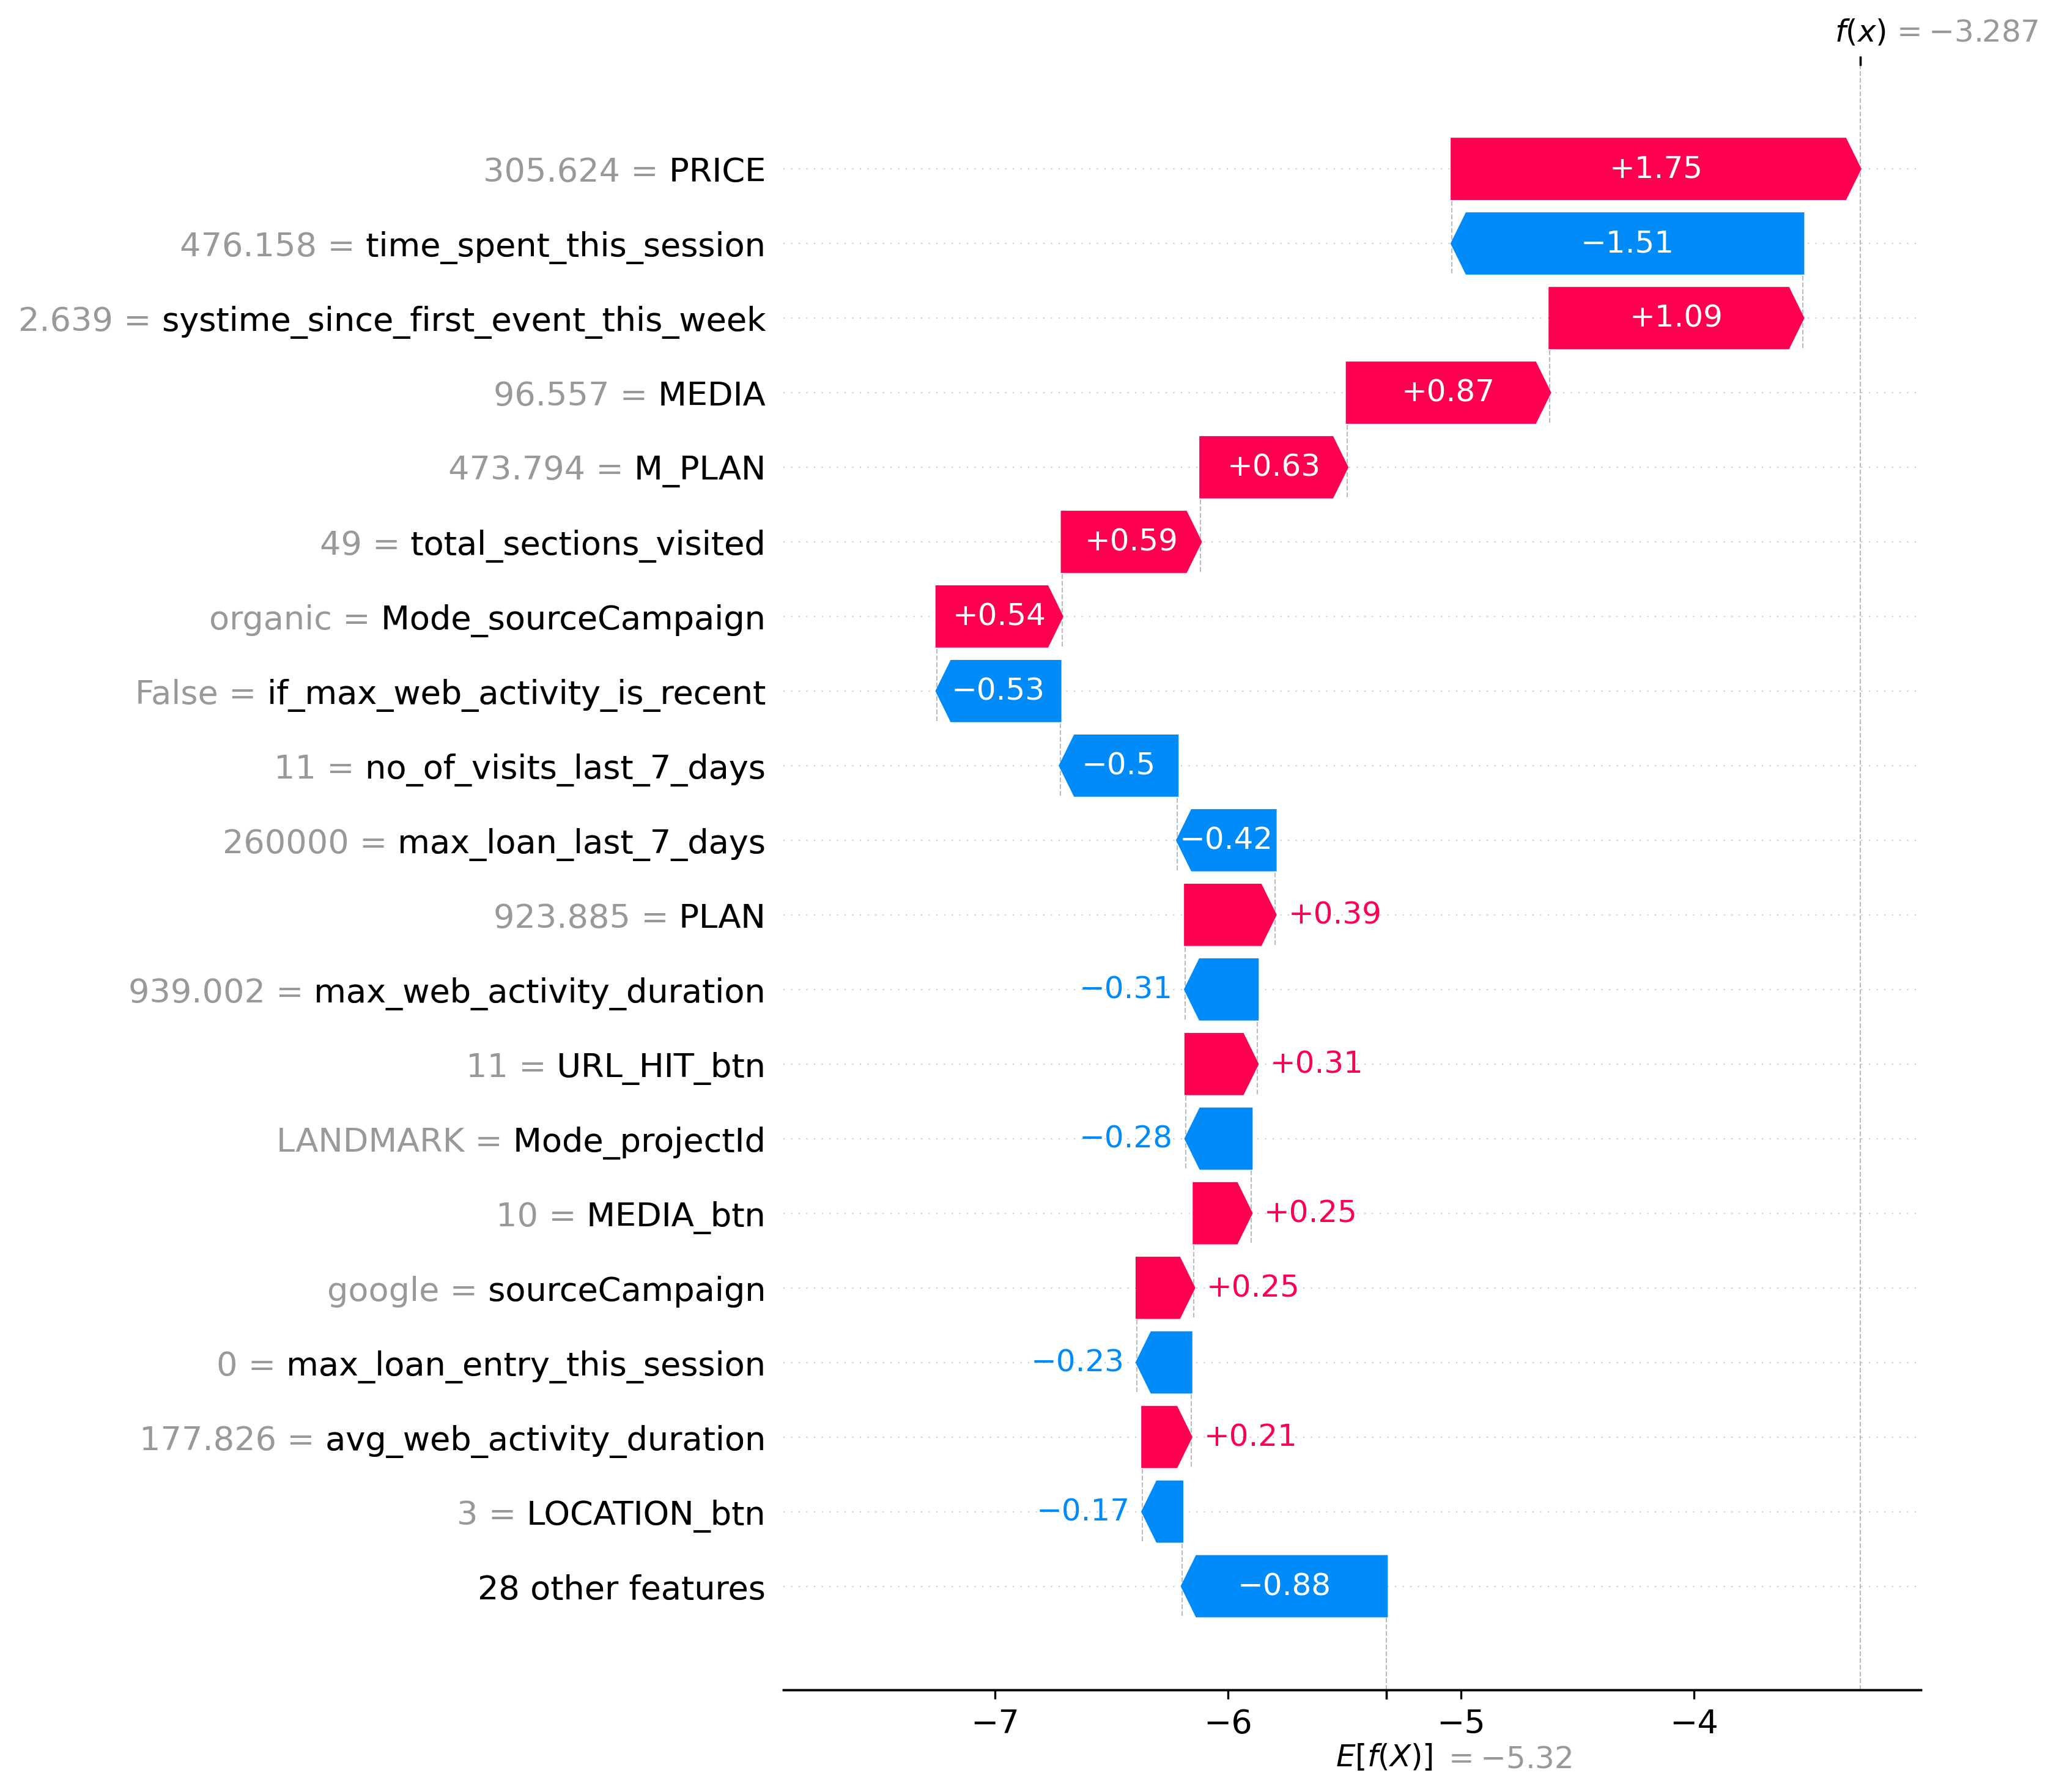 f(x) = −3.287
305.624 = PRICE +1.75
476.158 = time_spent_this_session −1.51
2.639 = systime_since_first_event_this_week +1.09
96.557 = MEDIA +0.87
473.794 = M_PLAN +0.63
49 = total_sections_visited +0.59
organic = Mode_sourceCampaign +0.54
False = if_max_web_activity_is_recent −0.53
11 = no_of_visits_last_7_days −0.5
260000 = max_loan_last_7_days −0.42
923.885 = PLAN +0.39
939.002 = max_web_activity_duration −0.31
11 = URL_HIT_btn +0.31
LANDMARK = Mode_projectId −0.28
10 = MEDIA_btn +0.25
google = sourceCampaign +0.25
0 = max_loan_entry_this_session −0.23
177.826 = avg_web_activity_duration +0.21
3 = LOCATION_btn −0.17
28 other features −0.88
−7 −6 −5 −4
E[f(X)] = −5.32